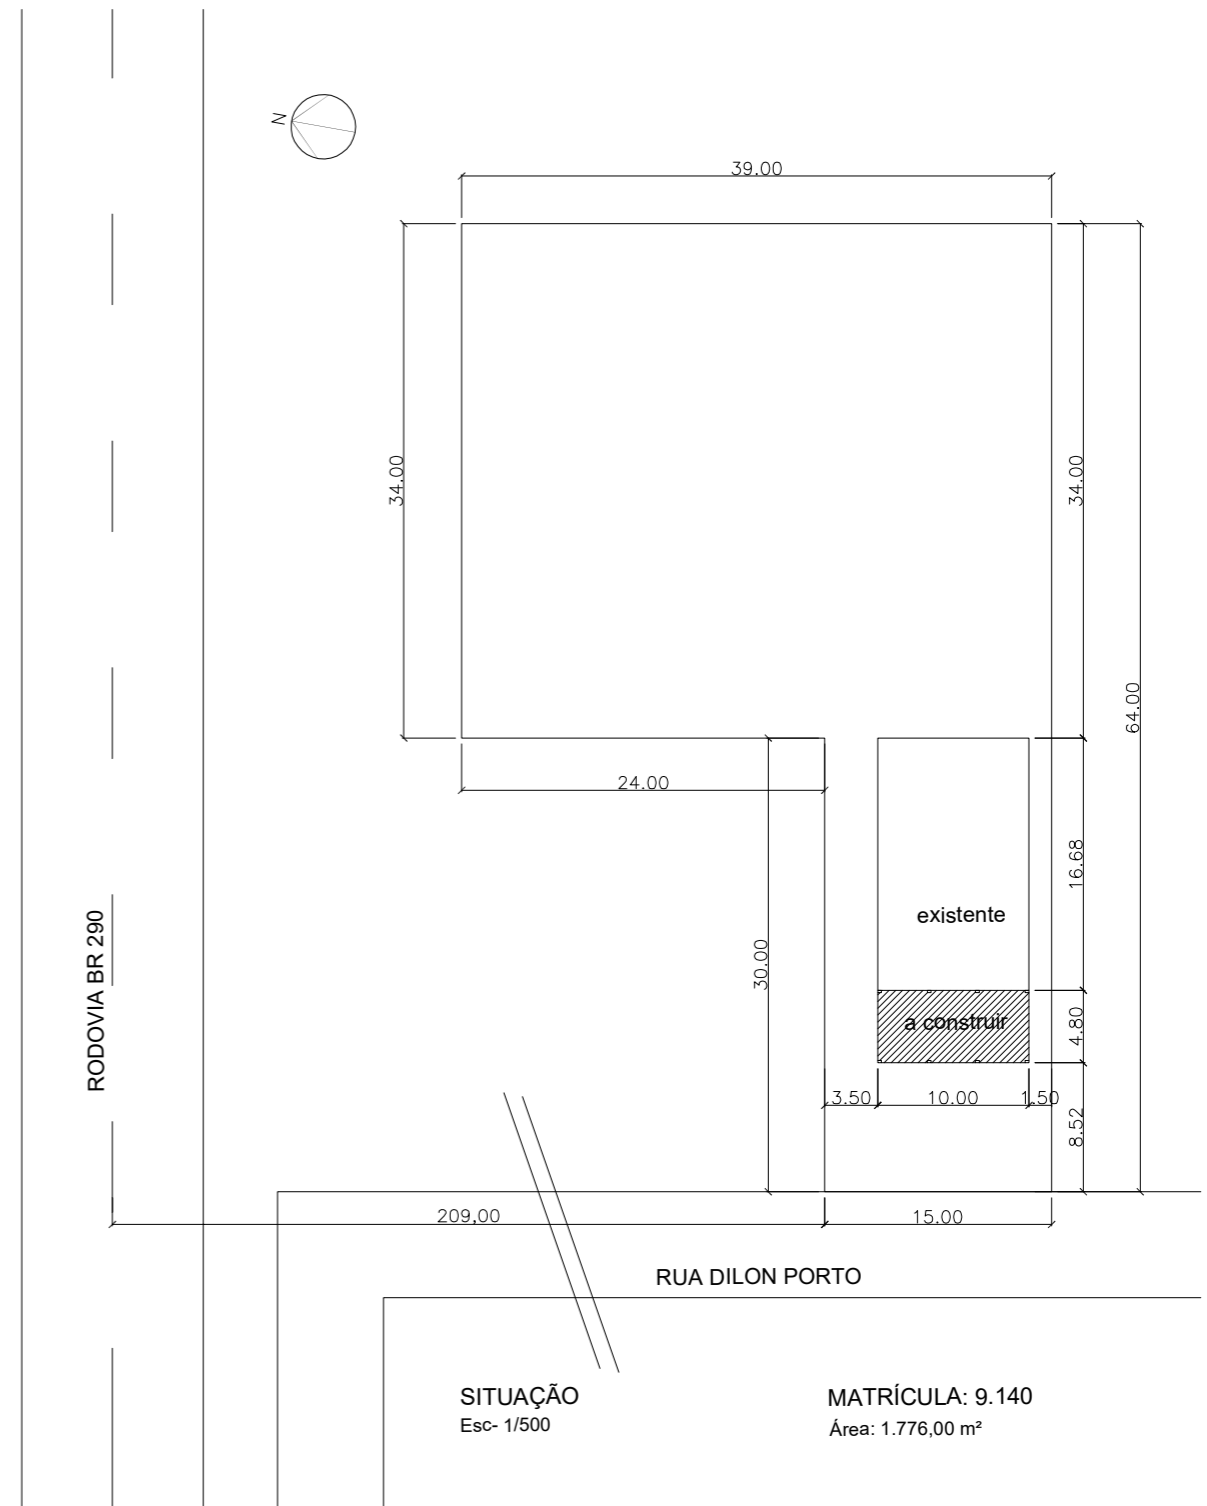 N
39.00
34.00
34.00
64.00
24.00
16.68
existente
30.00
RODOVIA BR 290
a construir
4.80
3.50
10.00
1.50
8.52
209,00
15.00
RUA DILON PORTO
SITUAÇÃO
Esc- 1/500
MATRÍCULA: 9.140
Área: 1.776,00 m²